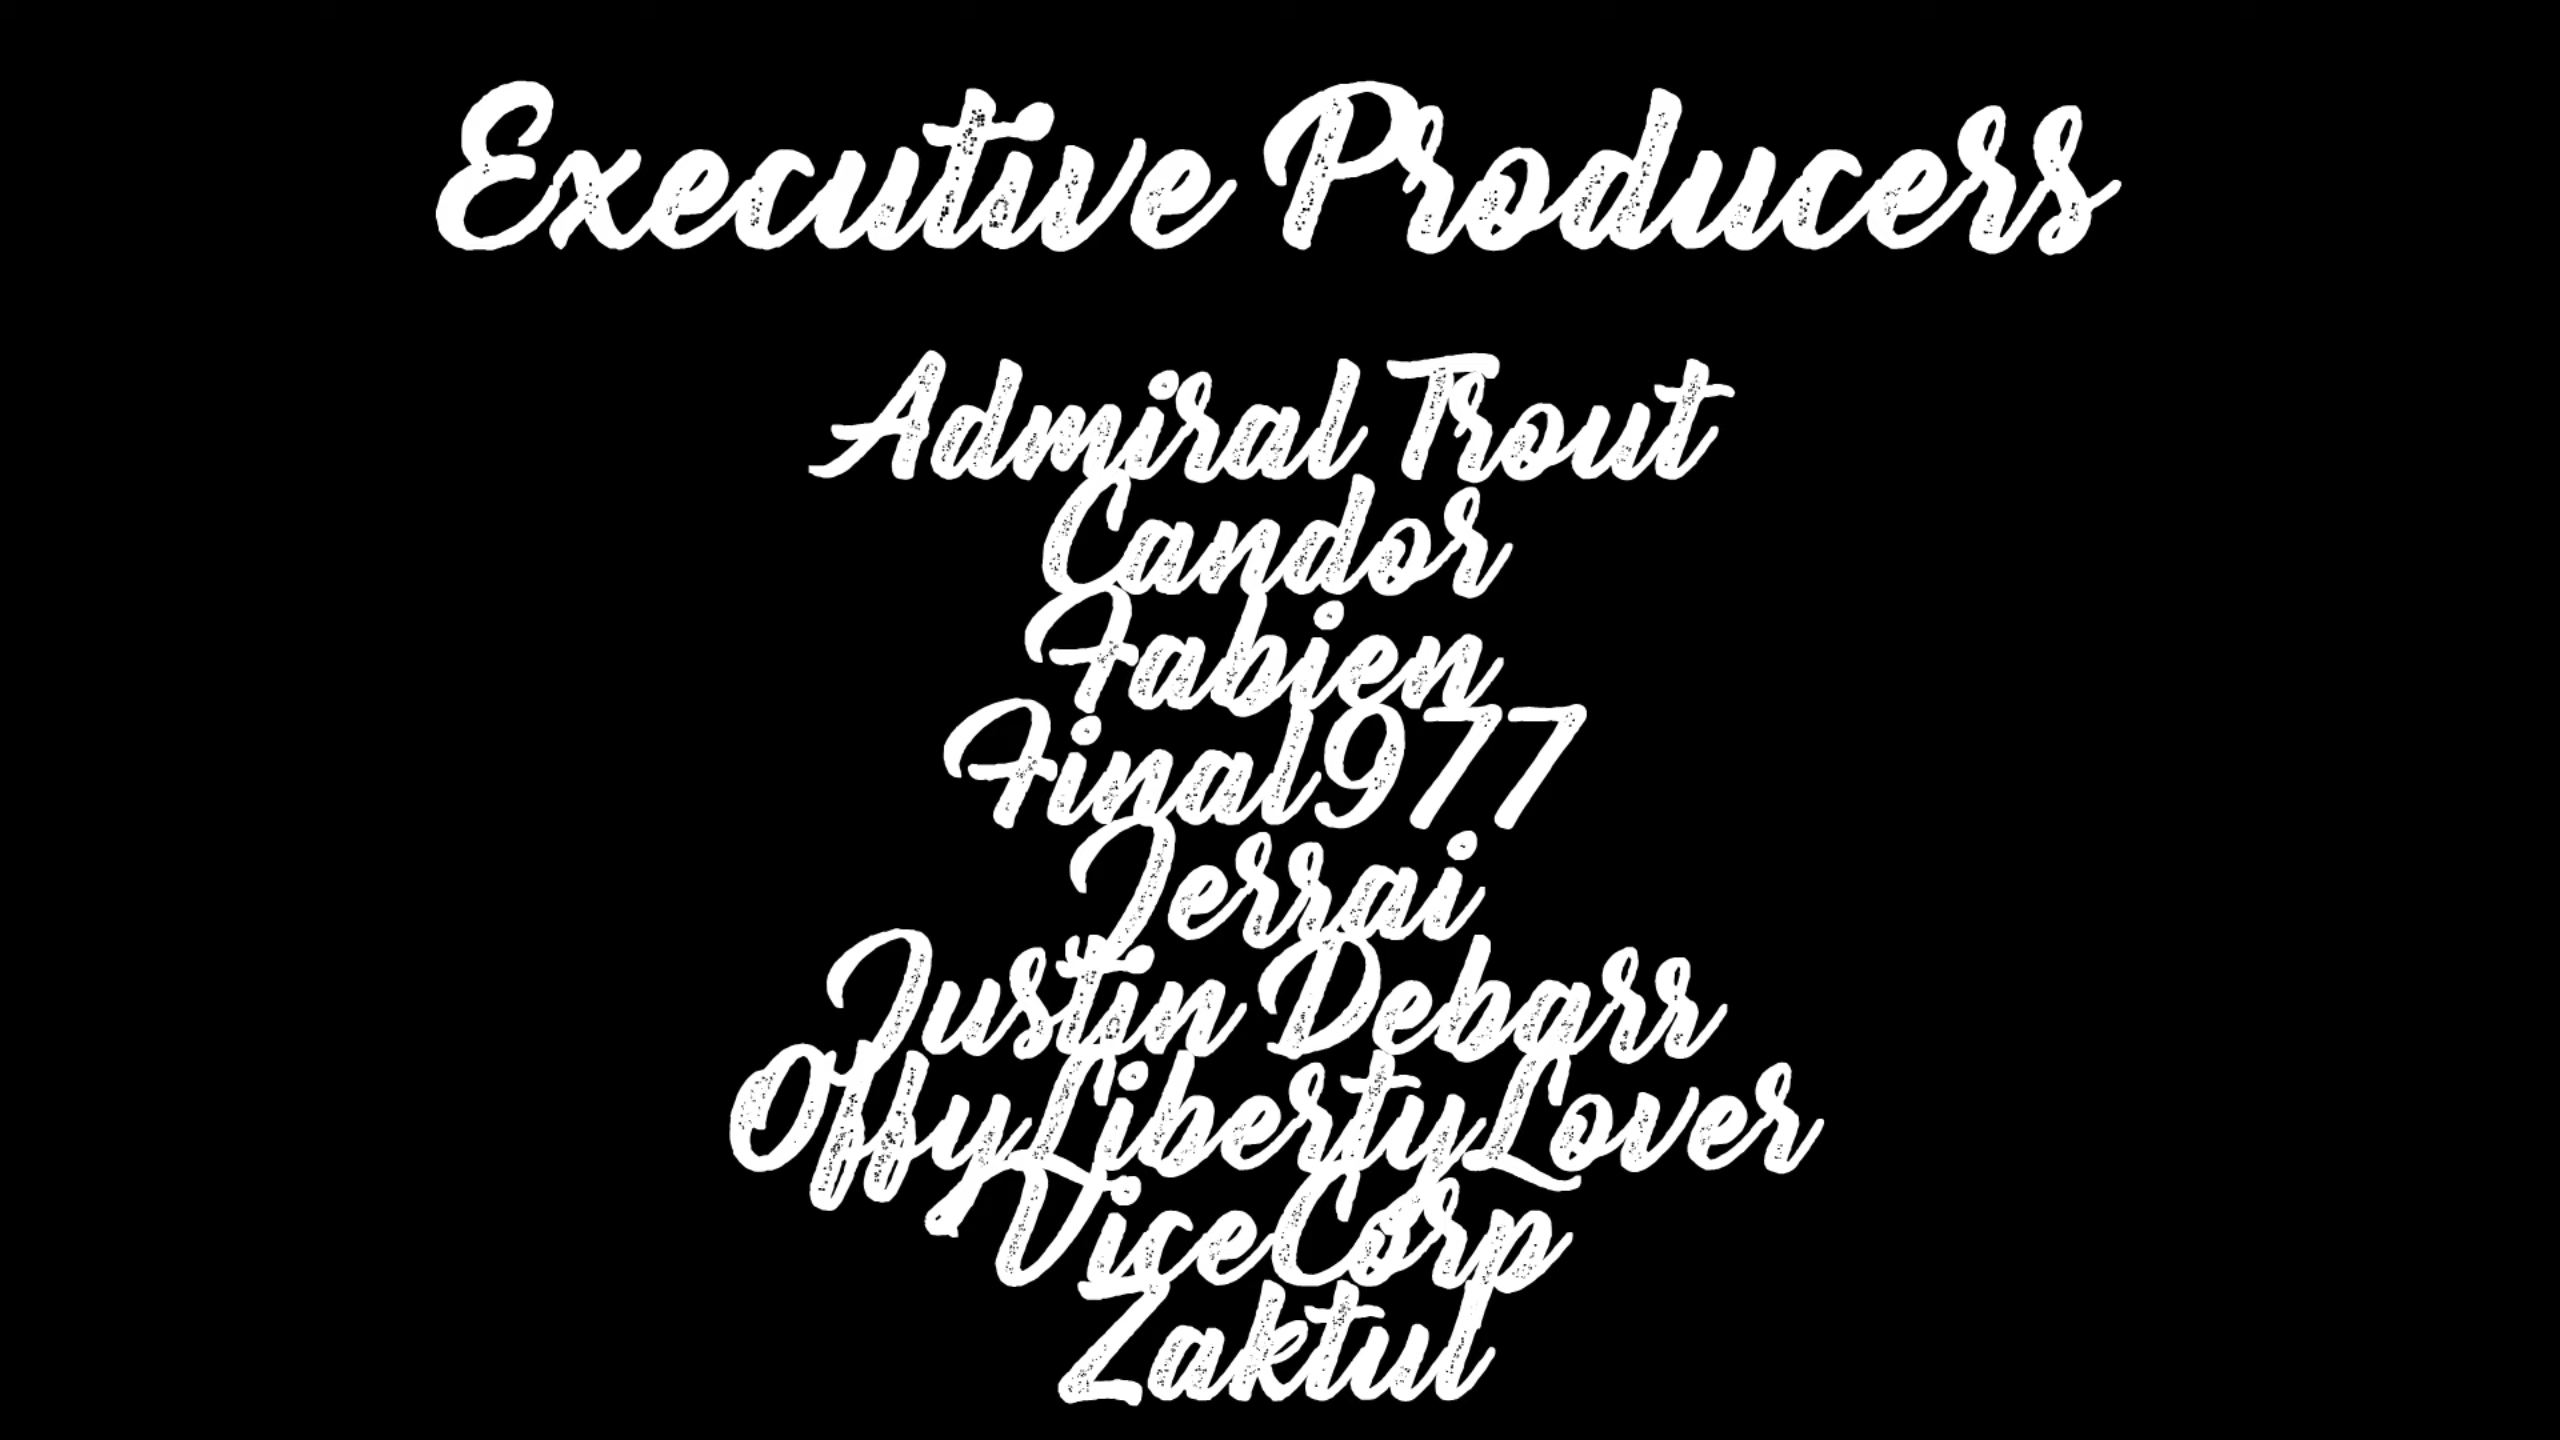 Executive Producers
Admiral Trout
Candor
Fabien
Final977
Jerrai
Justin Debarr
OffyLibertyLover
ViceCorp
Zaktul